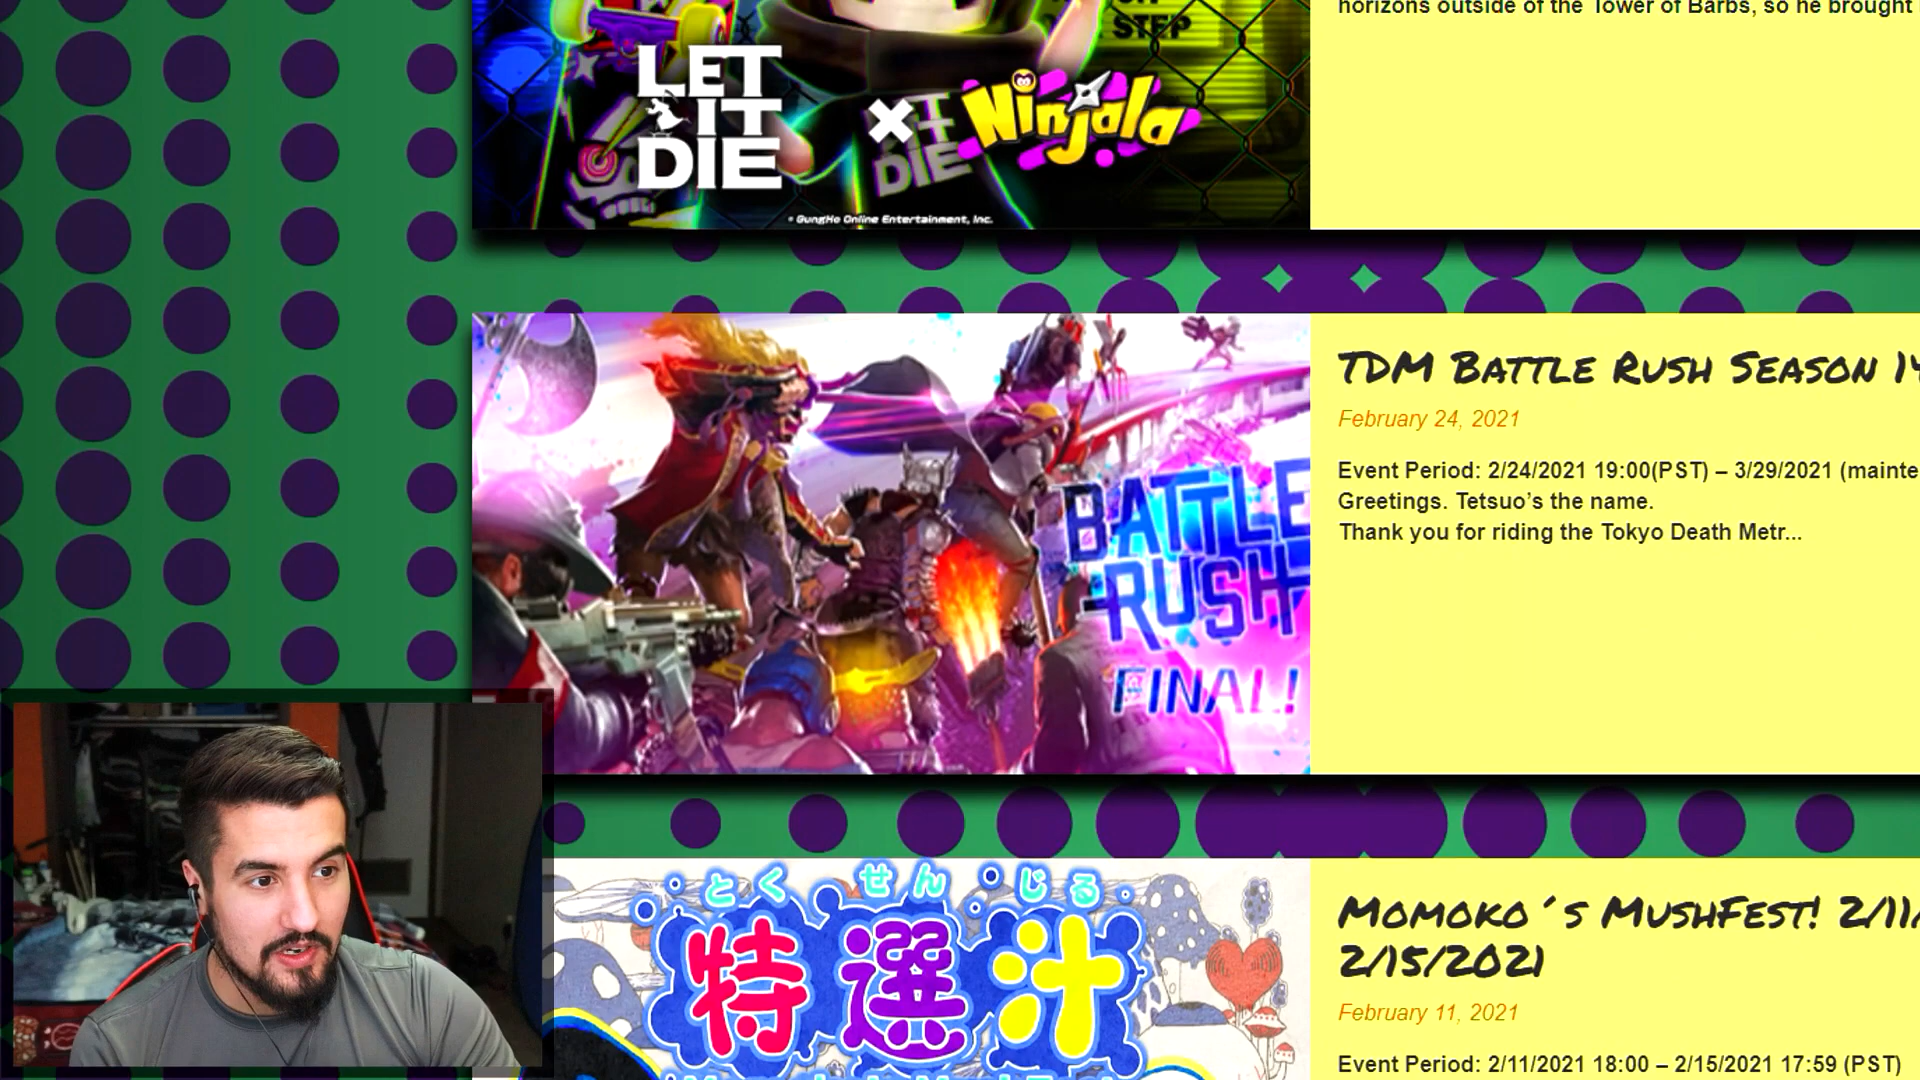 horizons outside of the Tower of Barbs, so he brought
STEP
LET
IT
DIE
×
Ninjala
IT
DIE
© GungHo Online Entertainment, Inc.
TDM Battle Rush Season 14
February 24, 2021
Event Period: 2/24/2021 19:00(PST) – 3/29/2021 (mainte
Greetings. Tetsuo’s the name.
Thank you for riding the Tokyo Death Metr...
BATTLE
RUSH
FINAL!
とくせんじる
特選汁
Momoko´s MushFest! 2/11/
2/15/2021
February 11, 2021
Event Period: 2/11/2021 18:00 – 2/15/2021 17:59 (PST)